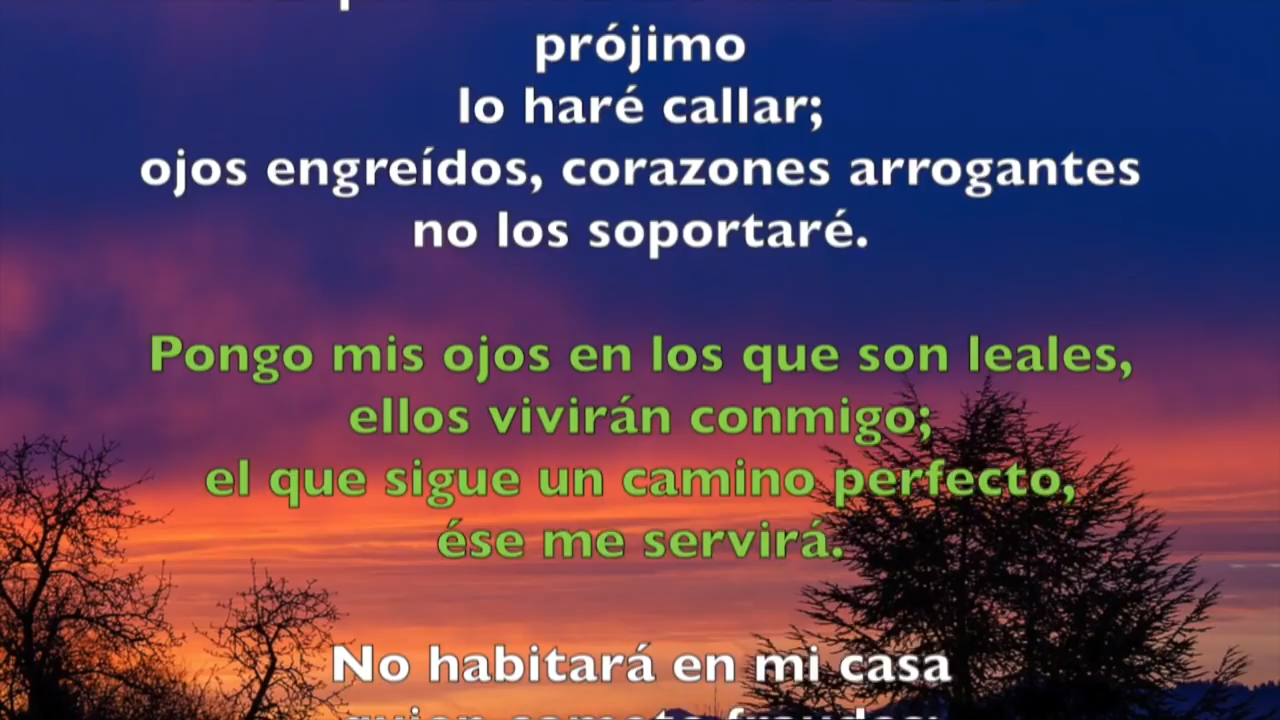 prójimo
lo haré callar;
ojos engreídos, corazones arrogantes
no los soportaré.
Pongo mis ojos en los que son leales,
ellos vivirán conmigo;
el que sigue un camino perfecto,
ése me servirá.
No habitará en mi casa